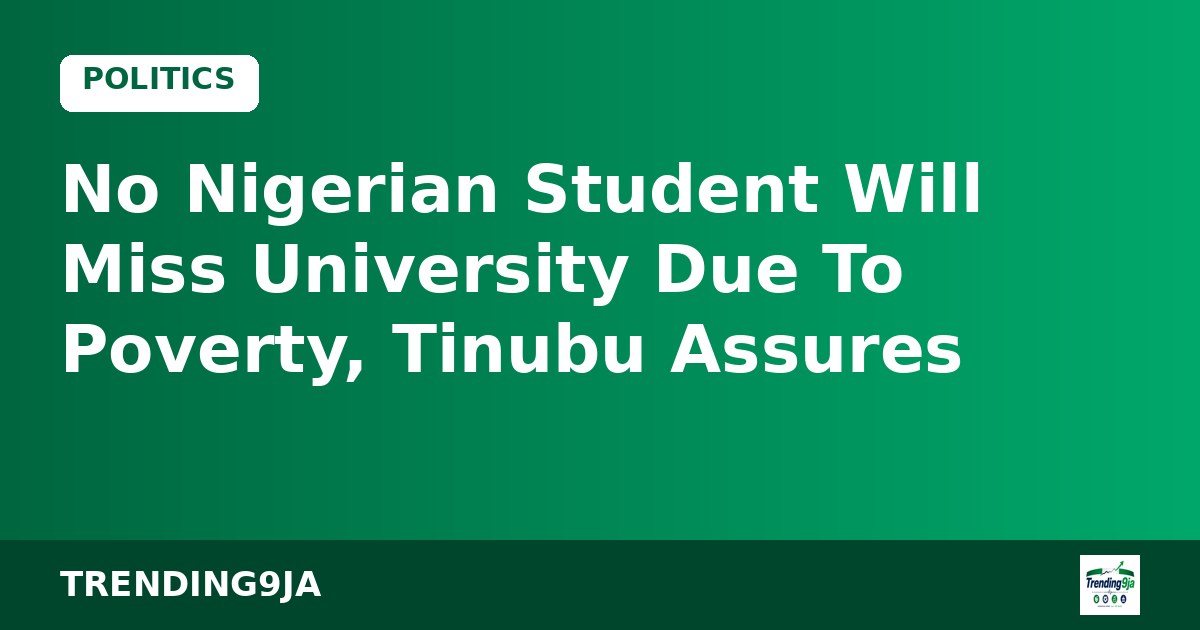 POLITICS
No Nigerian Student Will
Miss University Due To
Poverty, Tinubu Assures
TRENDING9JA
Trending9ja